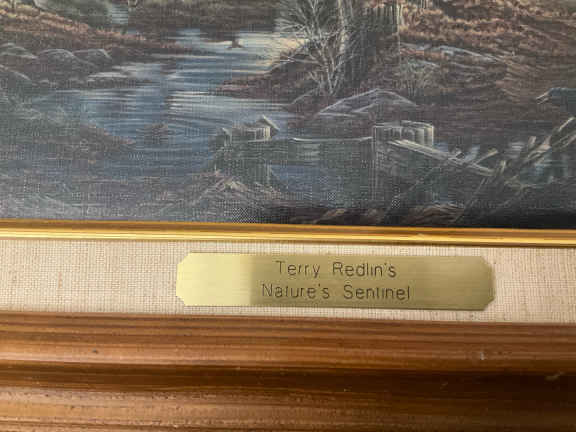 Terry Redlin's
Nature's Sentinel